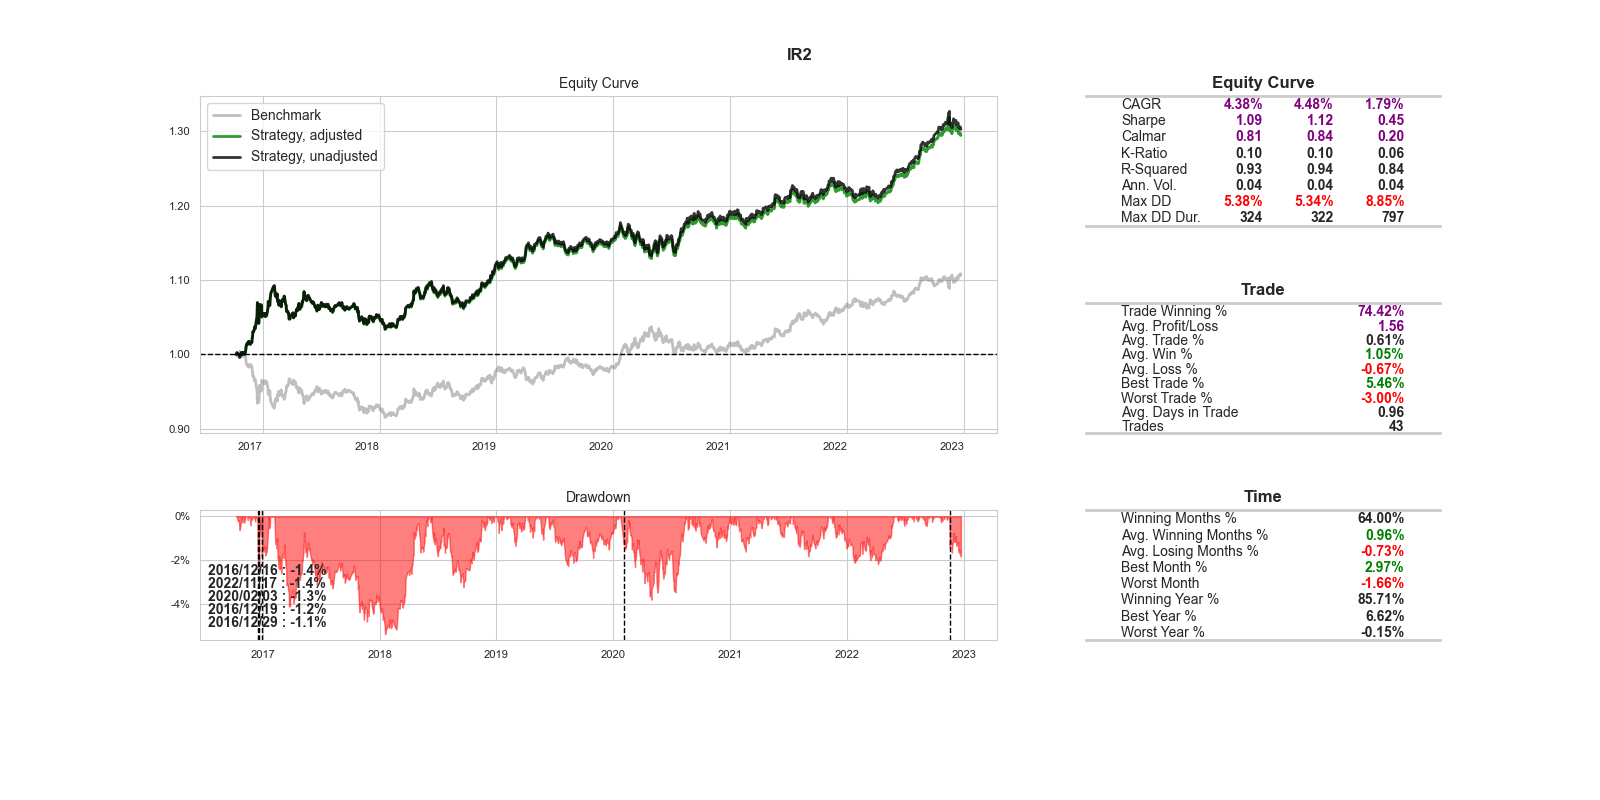 IR2
Equity Curve
Benchmark
Strategy, adjusted
Strategy, unadjusted
1.30
1.20
1.10
1.00
0.90
2017 2018 2019 2020 2021 2022 2023
Drawdown
0%
-2%
-4%
2016/12/16 : -1.4%
2022/11/17 : -1.4%
2020/02/03 : -1.3%
2016/12/19 : -1.2%
2016/12/29 : -1.1%
2017 2018 2019 2020 2021 2022 2023
Equity Curve
CAGR 4.38% 4.48% 1.79%
Sharpe 1.09 1.12 0.45
Calmar 0.81 0.84 0.20
K-Ratio 0.10 0.10 0.06
R-Squared 0.93 0.94 0.84
Ann. Vol. 0.04 0.04 0.04
Max DD 5.38% 5.34% 8.85%
Max DD Dur. 324 322 797
Trade
Trade Winning % 74.42%
Avg. Profit/Loss 1.56
Avg. Trade % 0.61%
Avg. Win % 1.05%
Avg. Loss % -0.67%
Best Trade % 5.46%
Worst Trade % -3.00%
Avg. Days in Trade 0.96
Trades 43
Time
Winning Months % 64.00%
Avg. Winning Months % 0.96%
Avg. Losing Months % -0.73%
Best Month % 2.97%
Worst Month -1.66%
Winning Year % 85.71%
Best Year % 6.62%
Worst Year % -0.15%